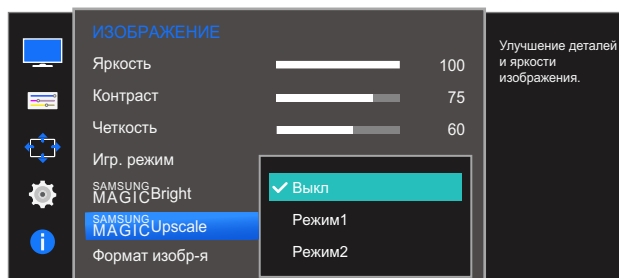 ИЗОБРАЖЕНИЕ
Яркость 100
Контраст 75
Четкость 60
Игр. режим
SAMSUNG
MAGICBright
Выкл
SAMSUNG
MAGICUpscale
Режим1
Формат изобр-я
Режим2
Улучшение деталей
и яркости
изображения.